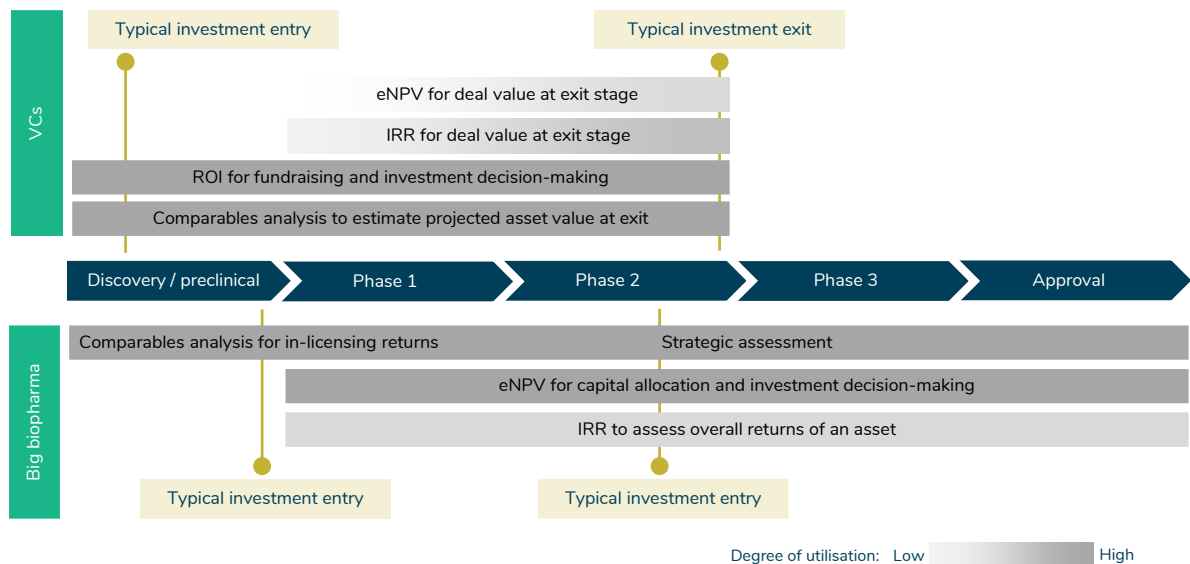 Typical investment entry
Typical investment exit
VCs
eNPV for deal value at exit stage
IRR for deal value at exit stage
ROI for fundraising and investment decision-making
Comparables analysis to estimate projected asset value at exit
Discovery / preclinical
Phase 1
Phase 2
Phase 3
Approval
Big biopharma
Comparables analysis for in-licensing returns
Strategic assessment
eNPV for capital allocation and investment decision-making
IRR to assess overall returns of an asset
Typical investment entry
Typical investment entry
Degree of utilisation: Low
High